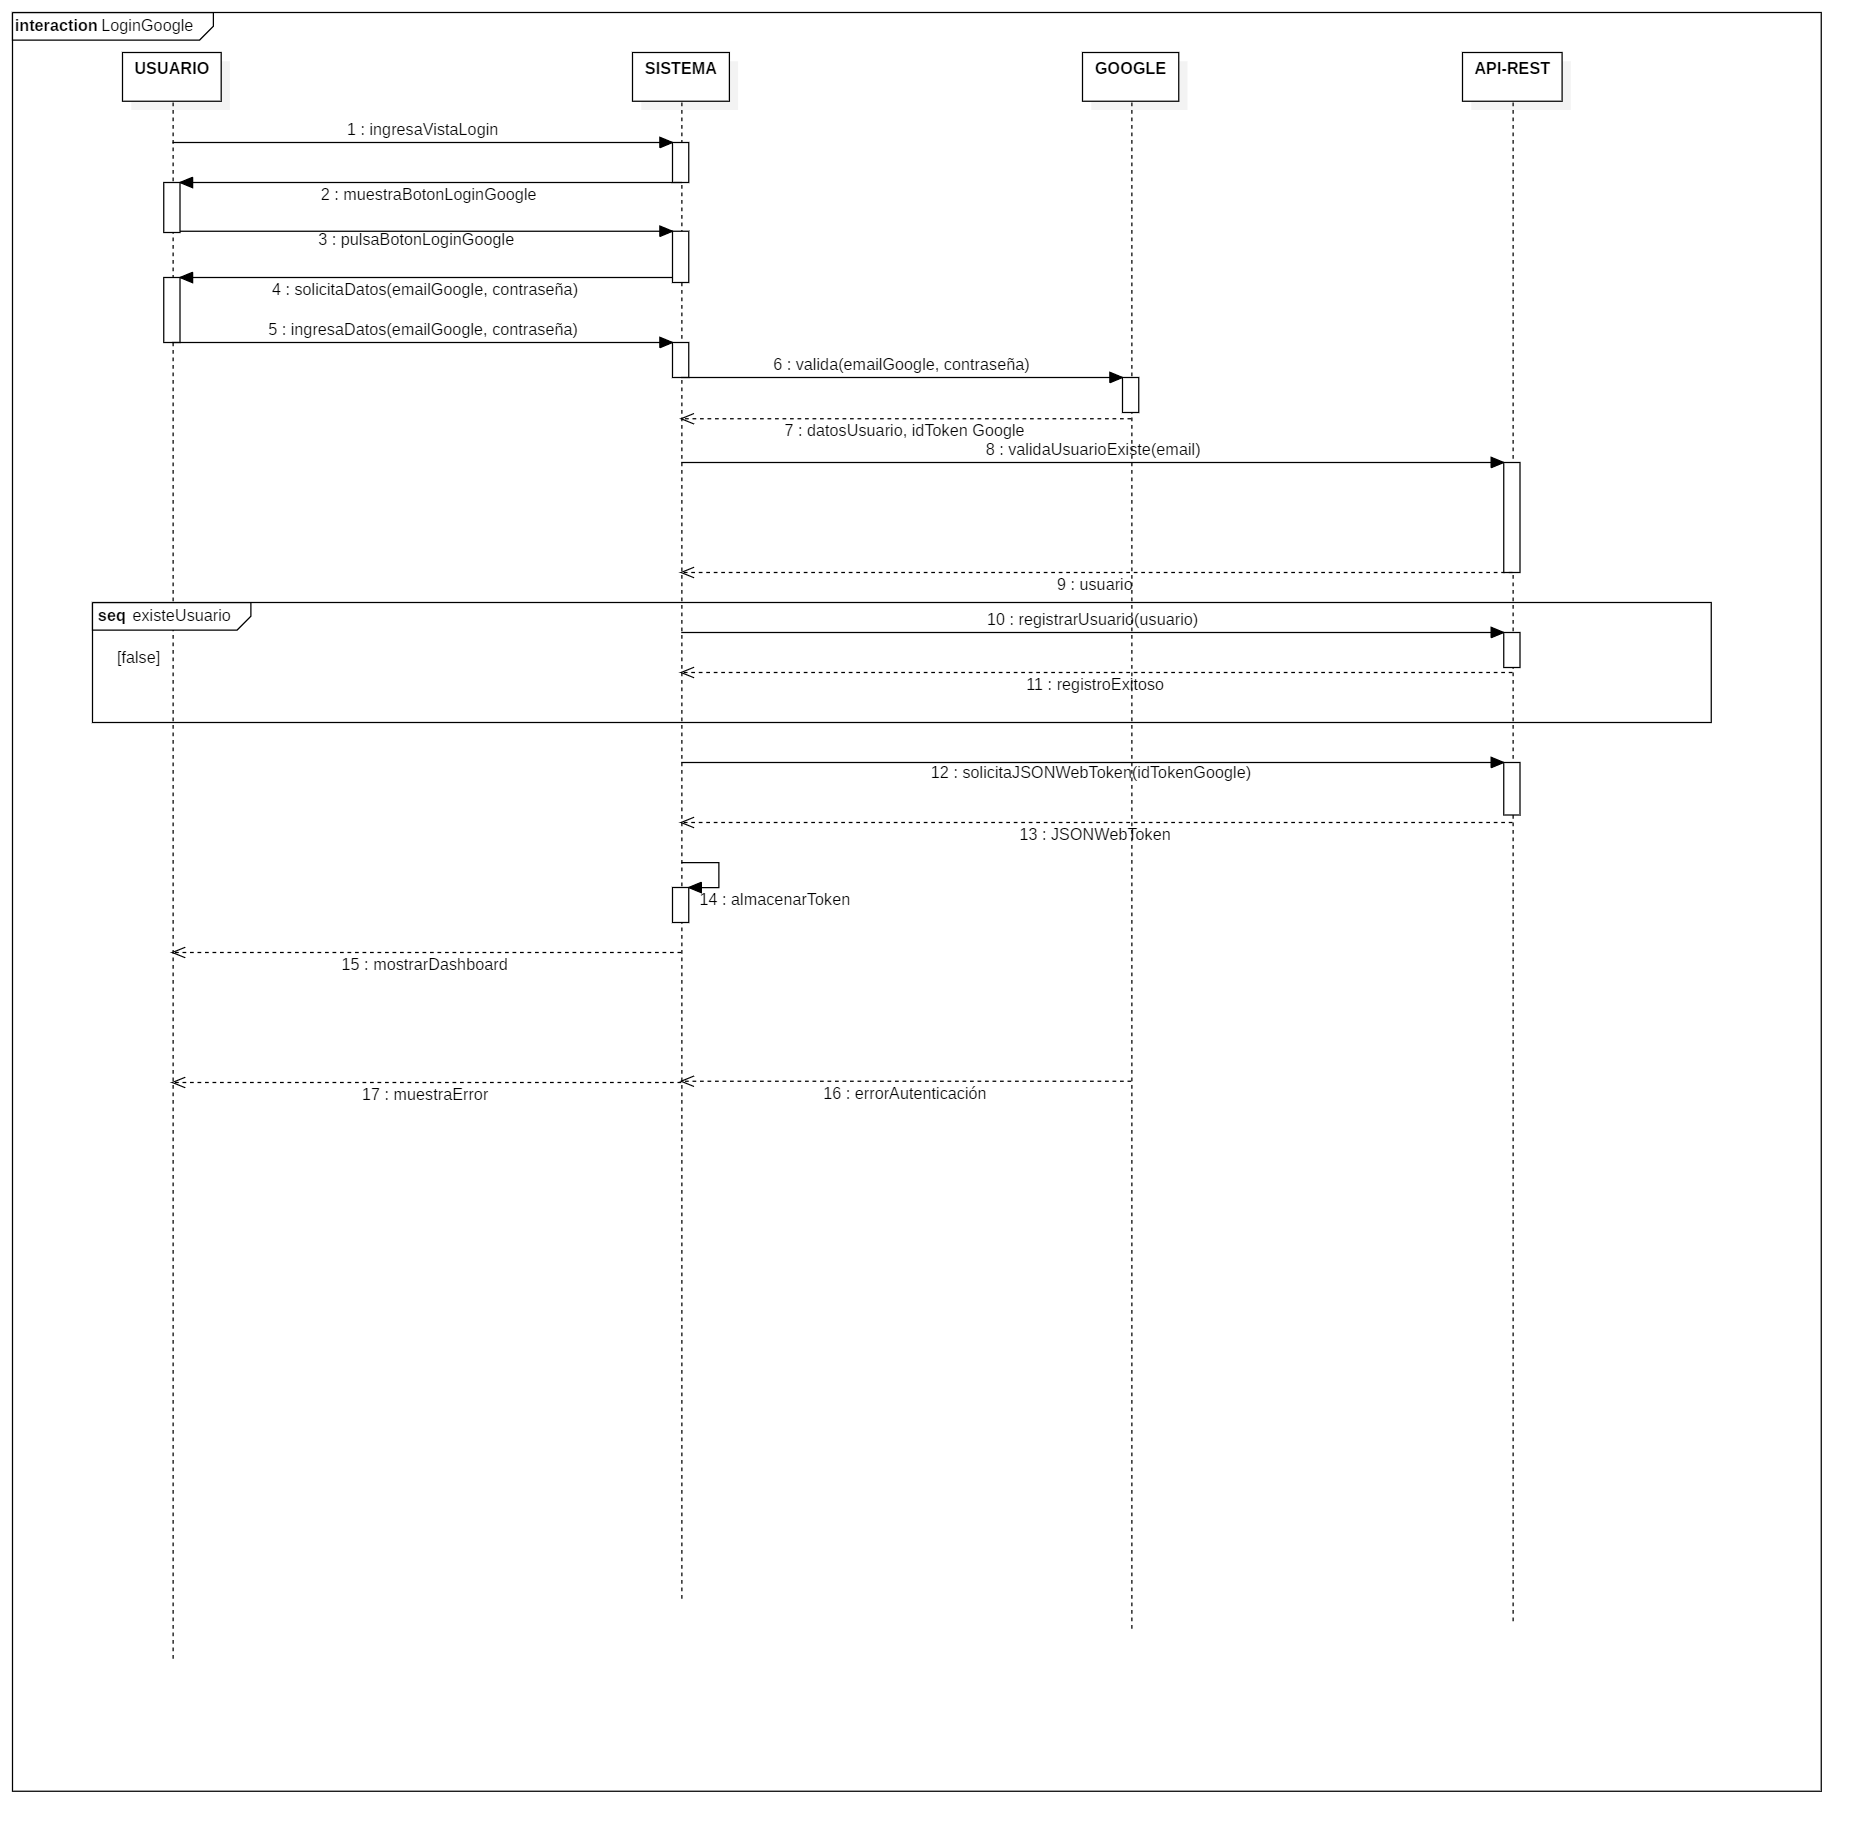 interaction LoginGoogle
USUARIO
SISTEMA
GOOGLE
API-REST
1 : ingresaVistaLogin
2 : muestraBotonLoginGoogle
3 : pulsaBotonLoginGoogle
4 : solicitaDatos(emailGoogle, contraseña)
5 : ingresaDatos(emailGoogle, contraseña)
6 : valida(emailGoogle, contraseña)
7 : datosUsuario, idToken Google
8 : validaUsuarioExiste(email)
9 : usuario
seq existeUsuario
10 : registrarUsuario(usuario)
[false]
11 : registroExitoso
12 : solicitaJSONWebToken(idTokenGoogle)
13 : JSONWebToken
14 : almacenarToken
15 : mostrarDashboard
17 : muestraError
16 : errorAutenticación